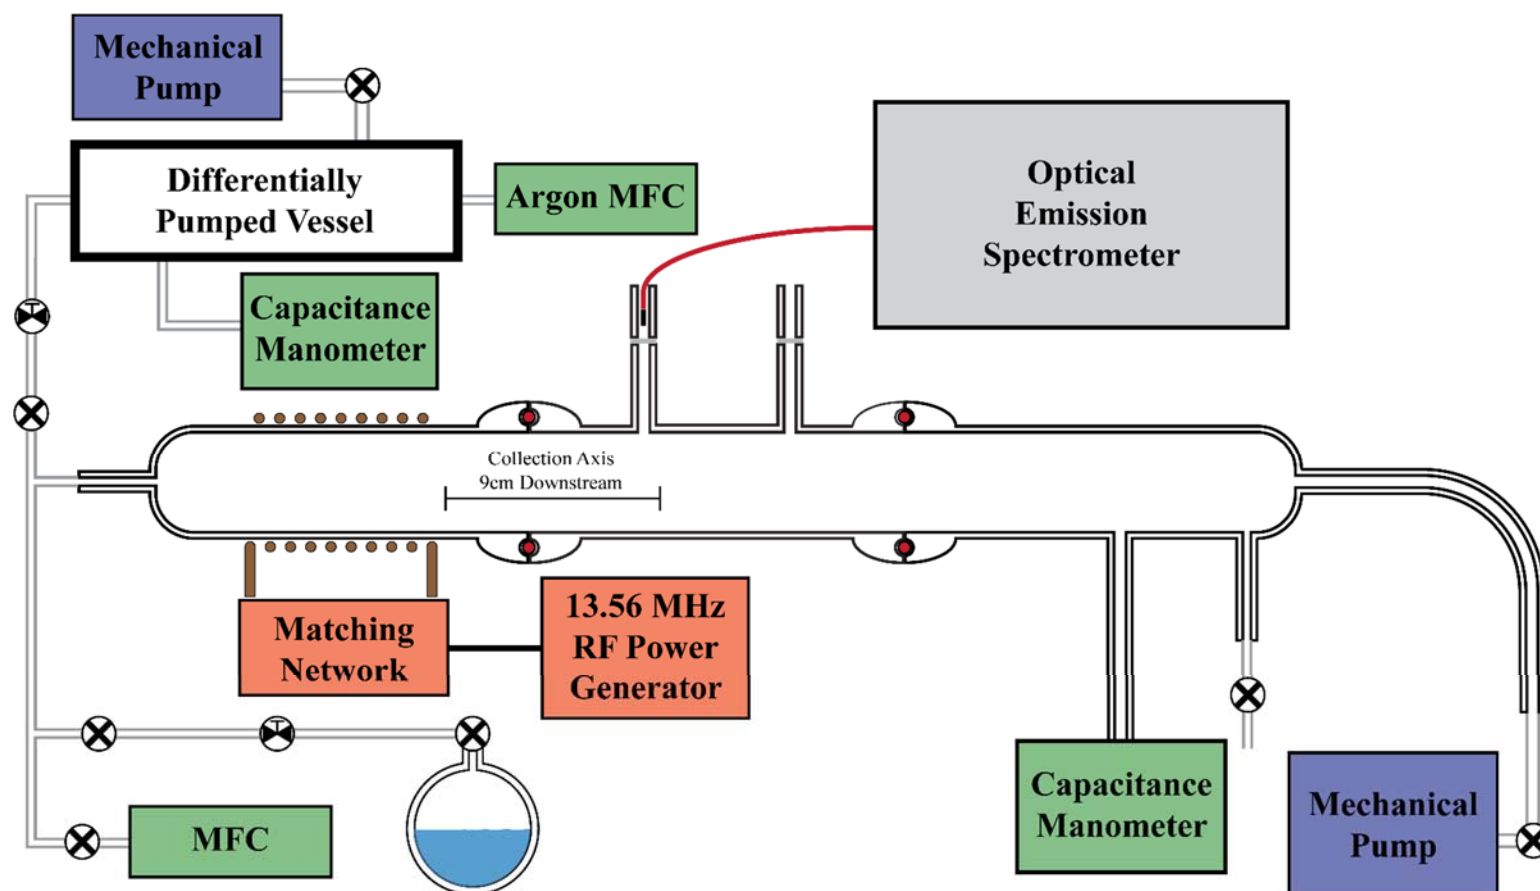 Mechanical
Pump
Differentially
Pumped Vessel
Argon MFC
Optical
Emission
Spectrometer
Capacitance
Manometer
Collection Axis
9cm Downstream
Matching
Network
13.56 MHz
RF Power
Generator
MFC
Capacitance
Manometer
Mechanical
Pump